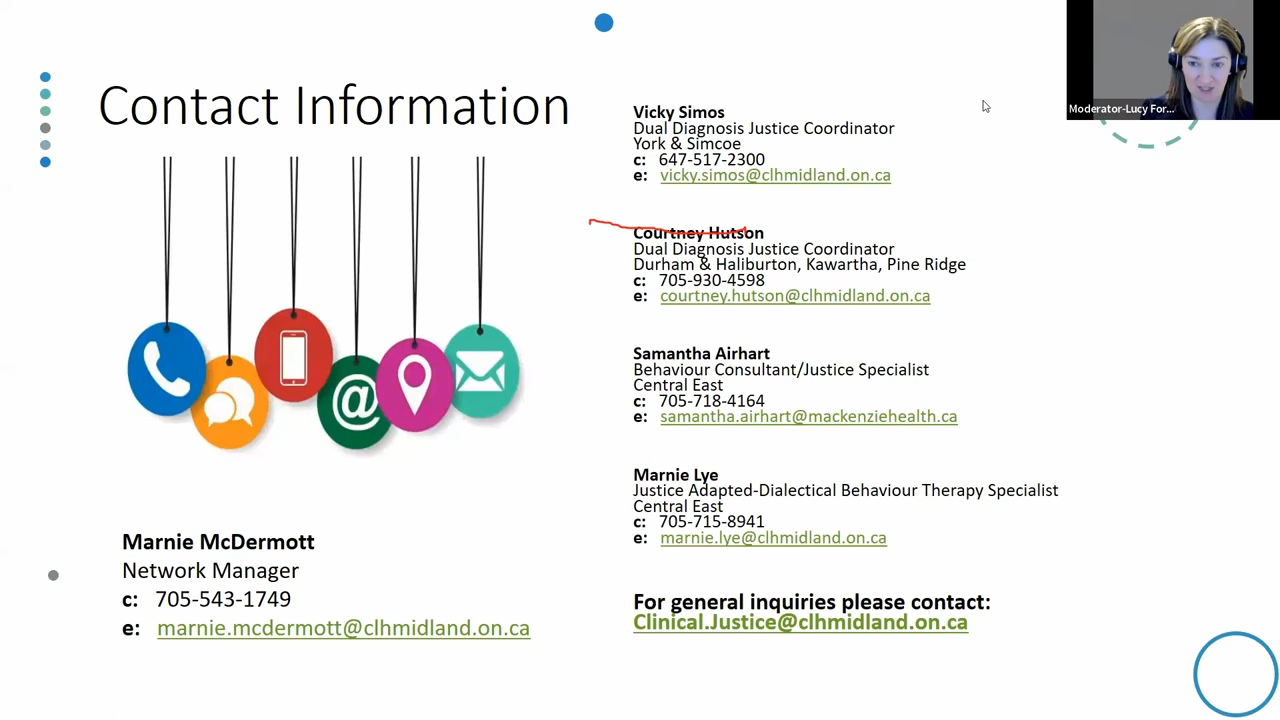 Contact Information
Marnie McDermott
Network Manager
c: 705-543-1749
e: marnie.mcdermott@clhmidland.on.ca
Vicky Simos
Dual Diagnosis Justice Coordinator
York & Simcoe
c: 647-517-2300
e: vicky.simos@clhmidland.on.ca
Courtney Hutson
Dual Diagnosis Justice Coordinator
Durham & Haliburton, Kawartha, Pine Ridge
c: 705-930-4598
e: courtney.hutson@clhmidland.on.ca
Samantha Airhart
Behaviour Consultant/Justice Specialist
Central East
c: 705-718-4164
e: samantha.airhart@mackenziehealth.ca
Marnie Lye
Justice Adapted-Dialectical Behaviour Therapy Specialist
Central East
c: 705-715-8941
e: marnie.lye@clhmidland.on.ca
For general inquiries please contact:
Clinical.Justice@clhmidland.on.ca
Moderator-Lucy For...
@